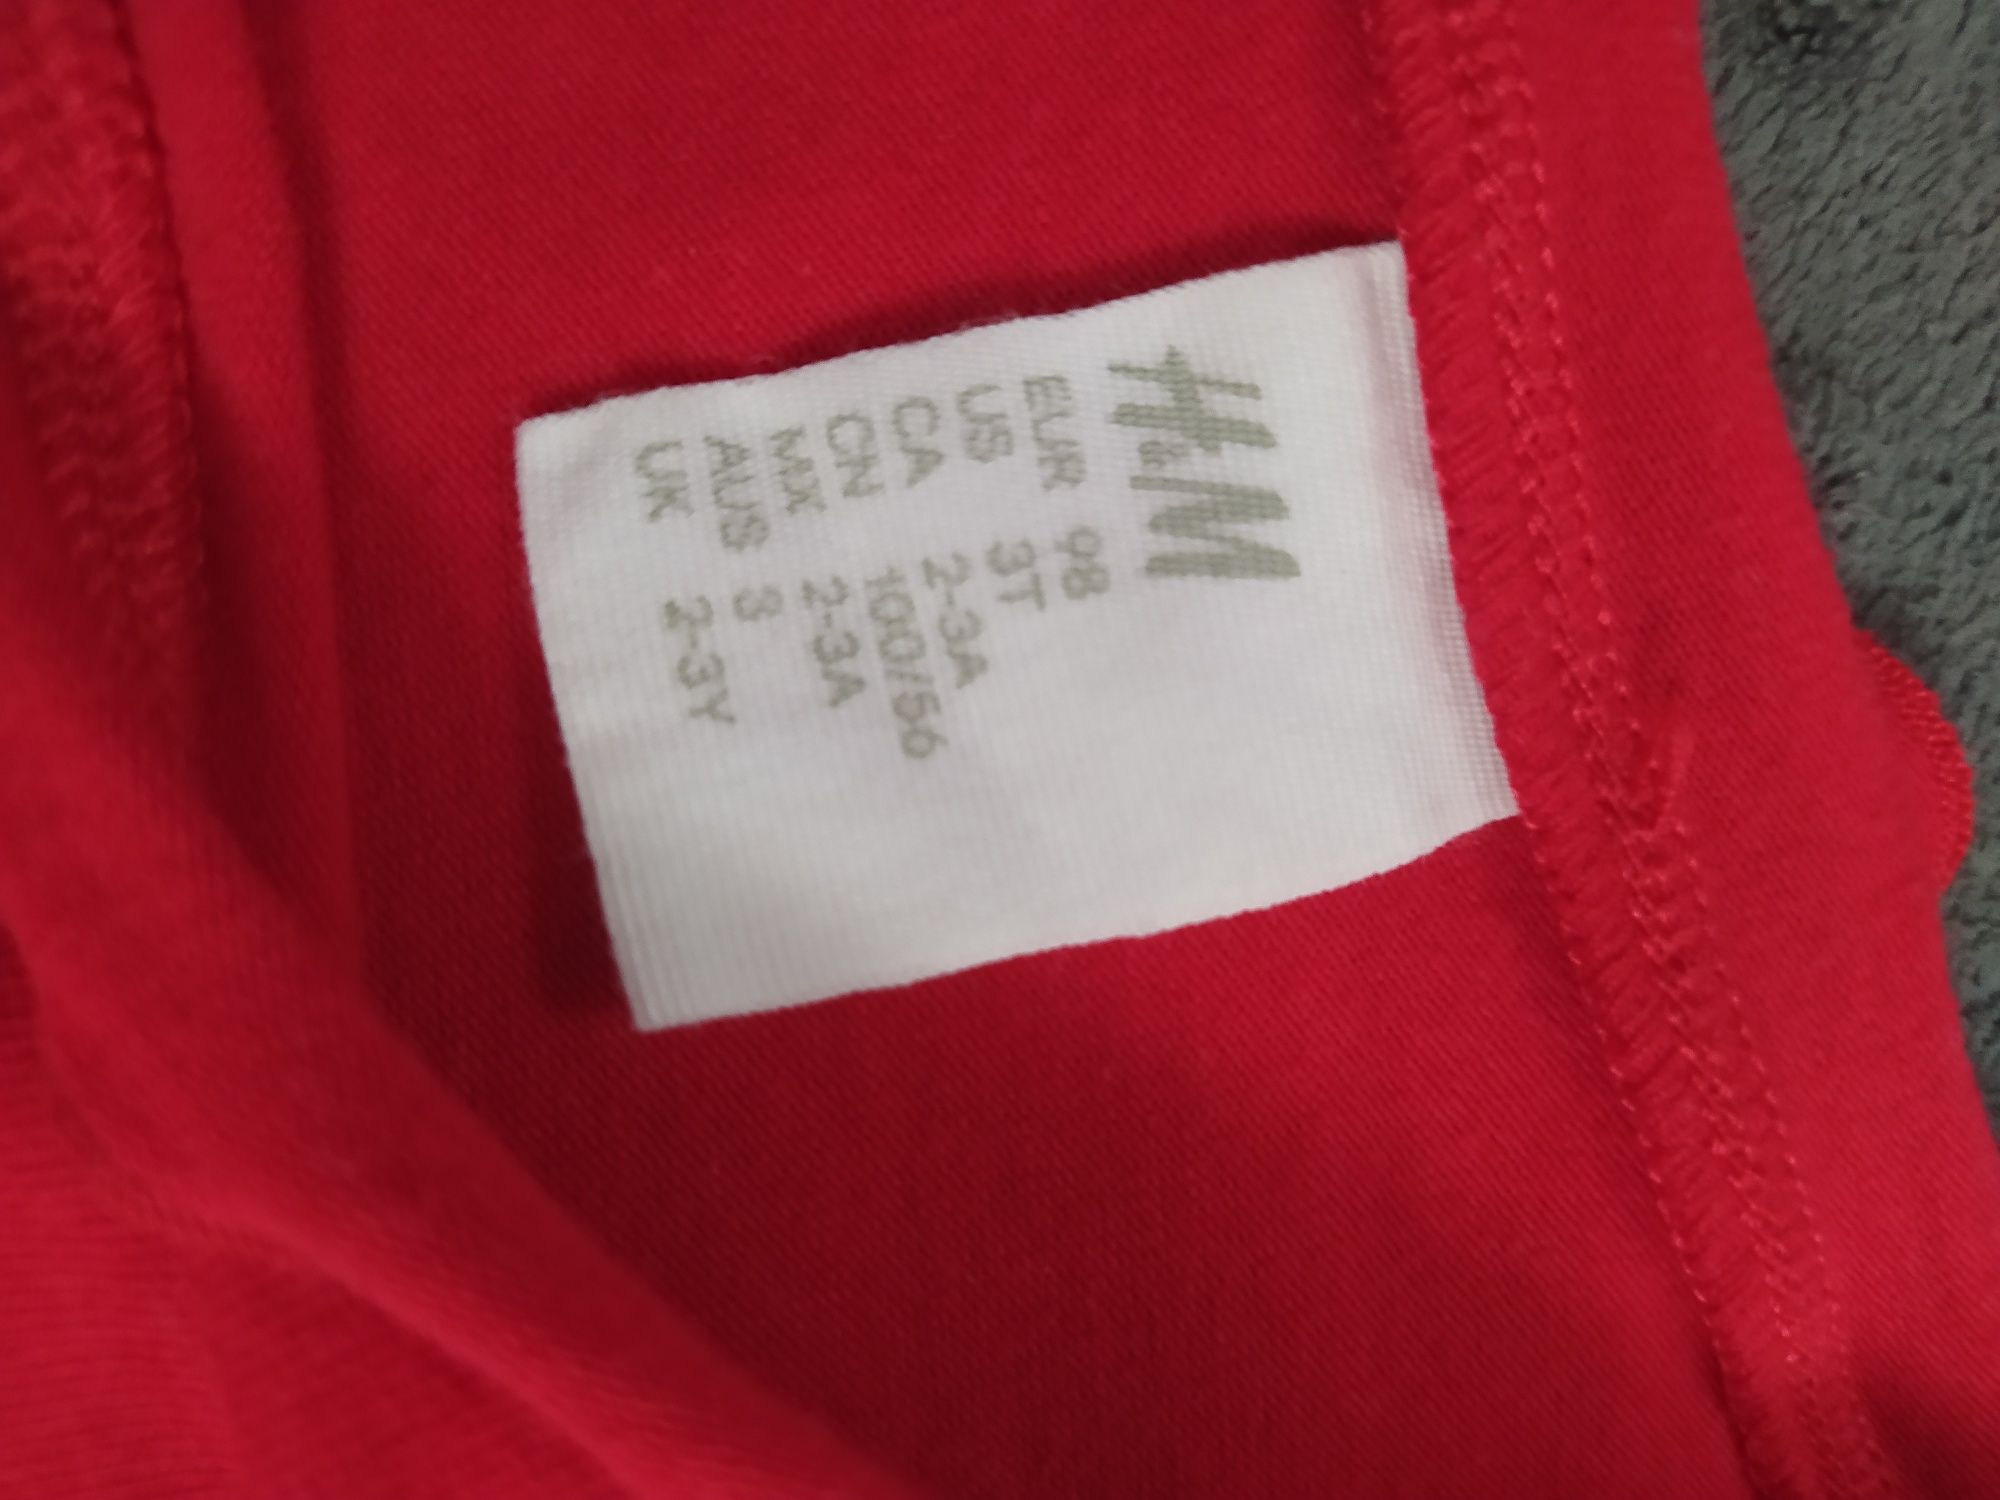 H&M
EUR 98
US 3T
CA 2-3A
CN 100/56
MX 2-3A
AUS 3
UK 2-3Y